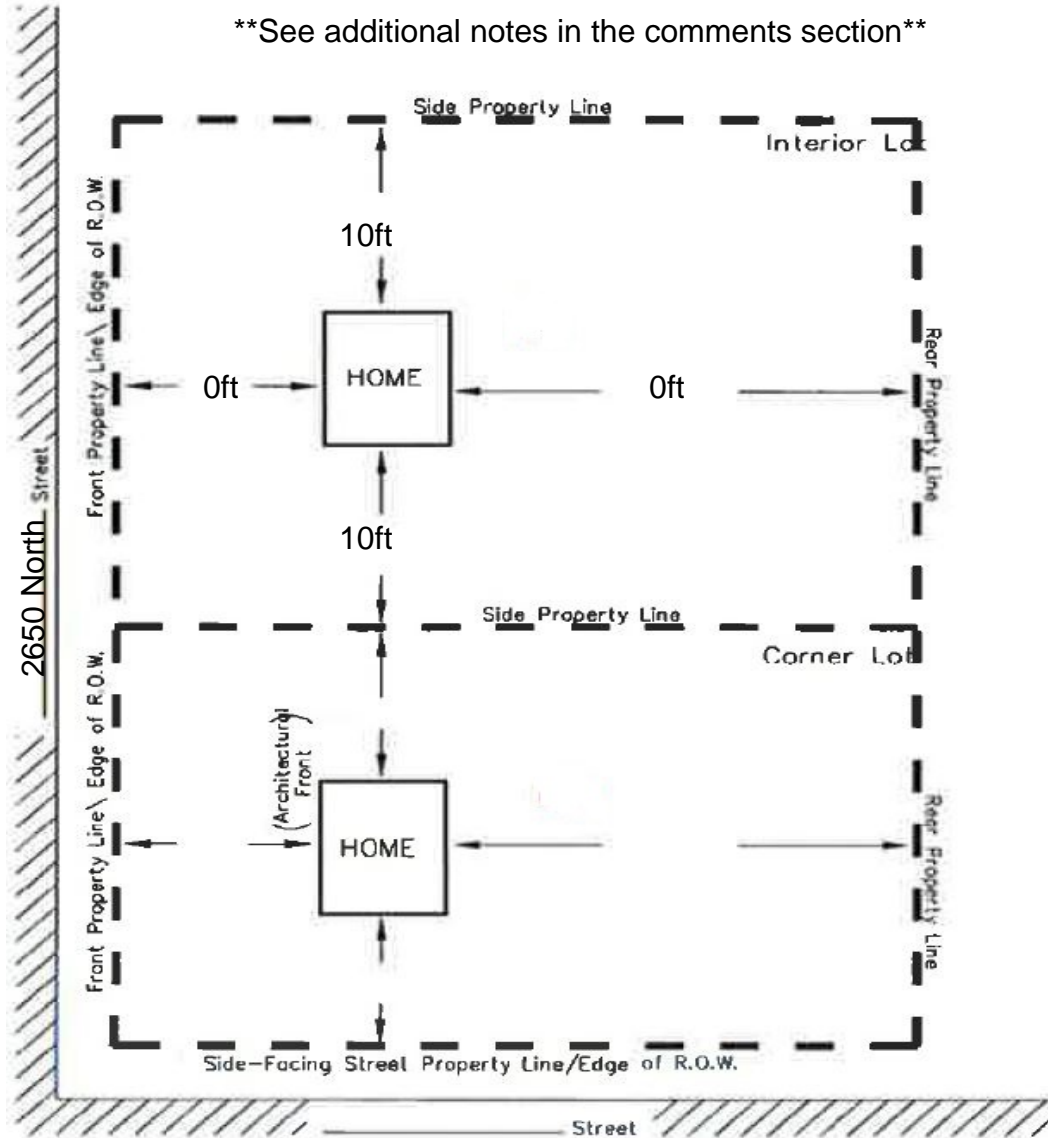 **See additional notes in the comments section**
Side Property Line
Interior Lot
Front Property Line\ Edge of R.O.W.
10ft
0ft
HOME
0ft
Rear Property Line
10ft
2650 North Street
Side Property Line
Corner Lot
Front Property Line\ Edge of R.O.W.
(Architectural
Front )
HOME
Rear Property Line
Side-Facing Street Property Line/Edge of R.O.W.
Street